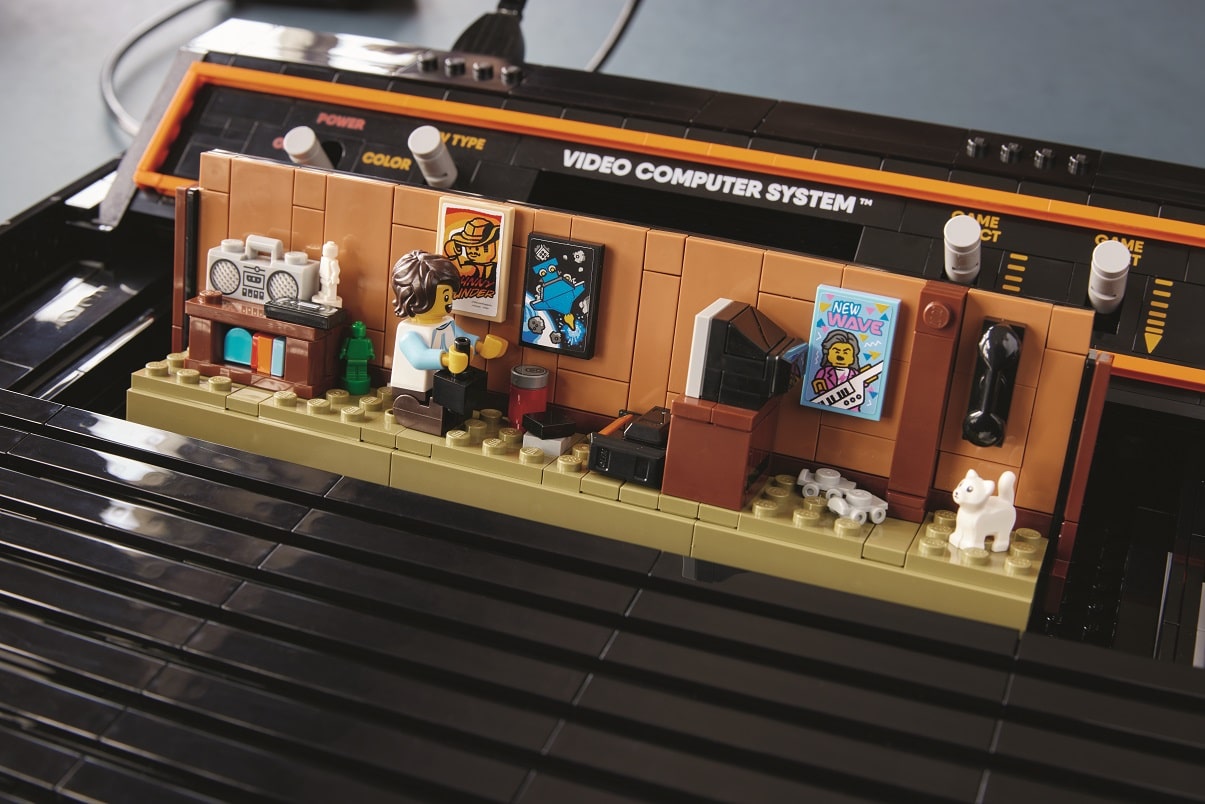 POWER
TV TYPE
COLOR
VIDEO COMPUTER SYSTEM™
GAME
GAME
NEW
WAVE